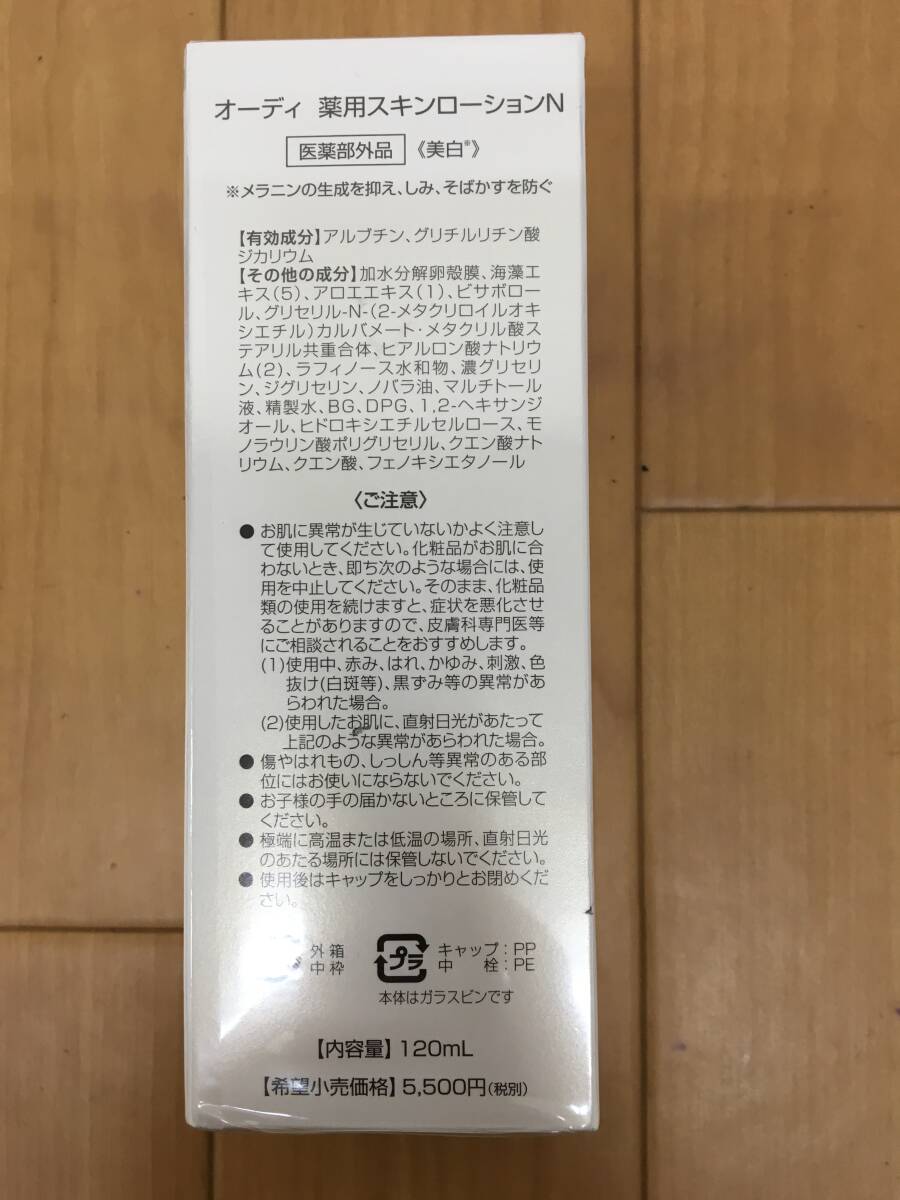 オーディ 薬用スキンローションN
医薬部外品 《美白※》
※メラニンの生成を抑え、しみ、そばかすを防ぐ
【有効成分】アルブチン、グリチルリチン酸
ジカリウム
【その他の成分】加水分解卵殻膜、海藻エ
キス(5)、アロエエキス(1)、ビサボロー
ル、グリセリル-N-(2-メタクリロイルオキ
シエチル)カルバメート・メタクリル酸ス
テアリル共重合体、ヒアルロン酸ナトリウ
ム(2)、ラフィノース水和物、濃グリセリ
ン、ジグリセリン、ノバラ油、マルチトール
液、精製水、BG、DPG、1,2-ヘキサンジ
オール、ヒドロキシエチルセルロース、モ
ノラウリン酸ポリグリセリル、クエン酸ナト
リウム、クエン酸、フェノキシエタノール
〈ご注意〉
● お肌に異常が生じていないかよく注意し
て使用してください。化粧品がお肌に合
わないとき、即ち次のような場合には、使
用を中止してください。そのまま、化粧品
類の使用を続けますと、症状を悪化させ
ることがありますので、皮膚科専門医等
にご相談されることをおすすめします。
(1)使用中、赤み、はれ、かゆみ、刺激、色
抜け(白斑等)、黒ずみ等の異常があ
らわれた場合。
(2)使用したお肌に、直射日光があたって
上記のような異常があらわれた場合。
● 傷やはれもの、しっしん等異常のある部
位にはお使いにならないでください。
● お子様の手の届かないところに保管して
ください。
● 極端に高温または低温の場所、直射日光
のあたる場所には保管しないでください。
● 使用後はキャップをしっかりとお閉めくだ
さい。
外箱
中枠
プラ
キャップ：PP
中 栓：PE
本体はガラスビンです
【内容量】120mL
【希望小売価格】5,500円(税別)